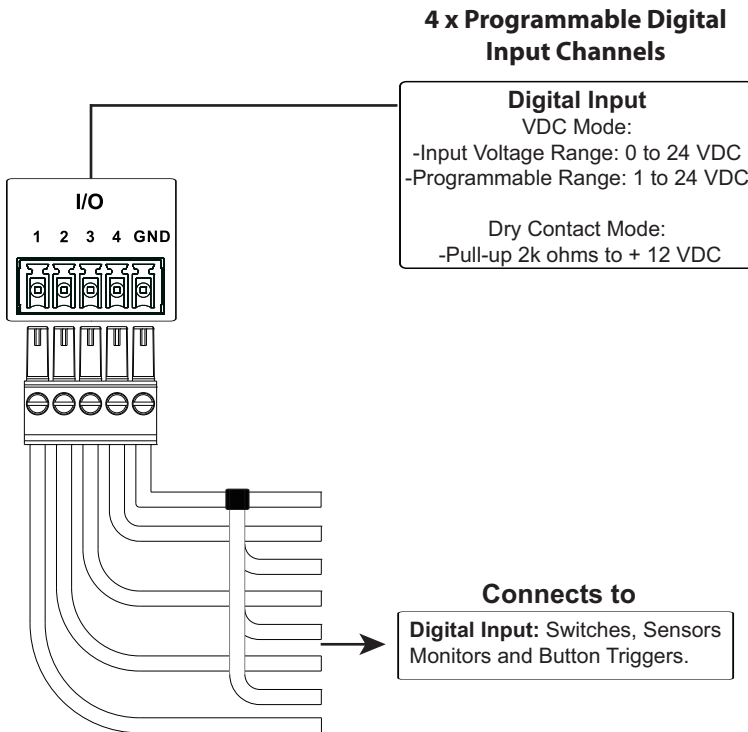 4 x Programmable Digital
Input Channels
Digital Input
VDC Mode:
-Input Voltage Range: 0 to 24 VDC
-Programmable Range: 1 to 24 VDC
Dry Contact Mode:
-Pull-up 2k ohms to + 12 VDC
I/O
1 2 3 4 GND
Connects to
Digital Input: Switches, Sensors
Monitors and Button Triggers.